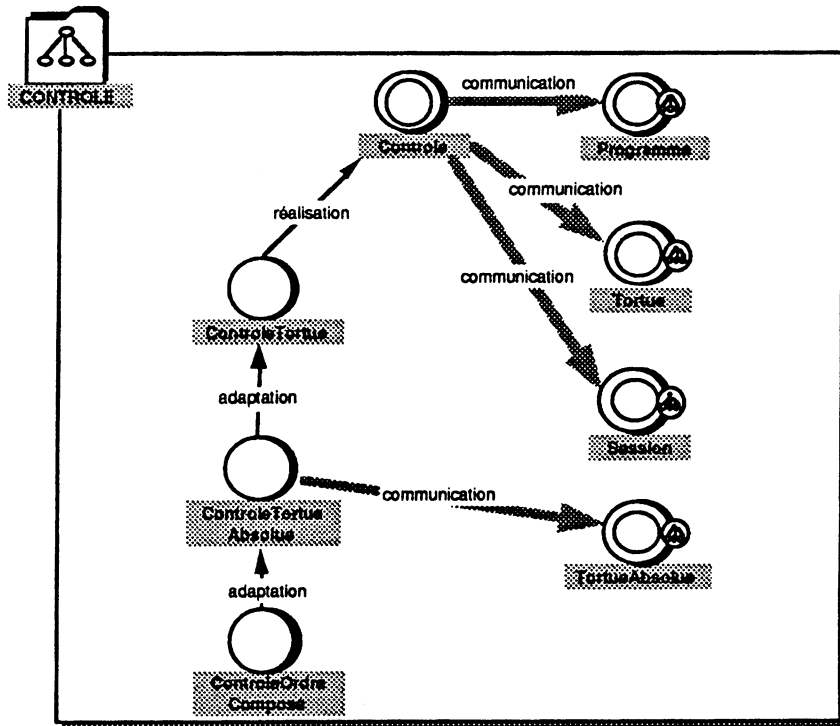 CONTROLE
communication
Controle
Programme
communication
réalisation
Tortue
communication
ControleTortue
adaptation
Session
ControleTortue
Absolue
communication
TortueAbsolue
adaptation
ControleOrdre
Compose